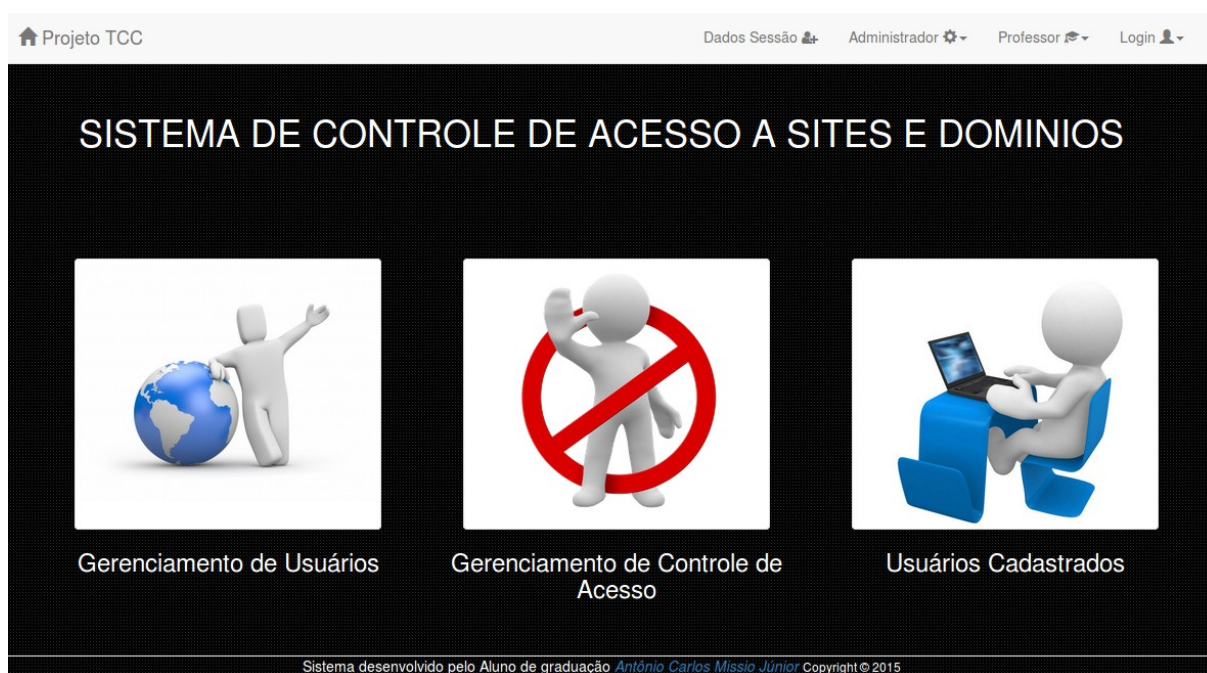 Projeto TCC
Dados Sessão Administrador Professor Login
SISTEMA DE CONTROLE DE ACESSO A SITES E DOMINIOS
Gerenciamento de Usuários
Gerenciamento de Controle de
Acesso
Usuários Cadastrados
Sistema desenvolvido pelo Aluno de graduação Antônio Carlos Missio Júnior Copyright © 2015